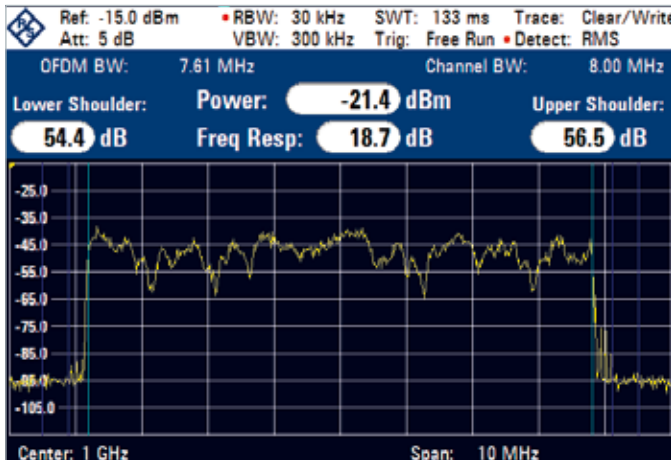 Ref: -15.0 dBm • RBW: 30 kHz SWT: 133 ms Trace: Clear/Write
Att: 5 dB VBW: 300 kHz Trig: Free Run • Detect: RMS
OFDM BW: 7.61 MHz Channel BW: 8.00 MHz
Lower Shoulder: Power: -21.4 dBm Upper Shoulder:
54.4 dB Freq Resp: 18.7 dB 56.5 dB
-25.0
-35.0
-45.0
-55.0
-65.0
-75.0
-85.0
-95.0
-105.0
Center: 1 GHz Span: 10 MHz